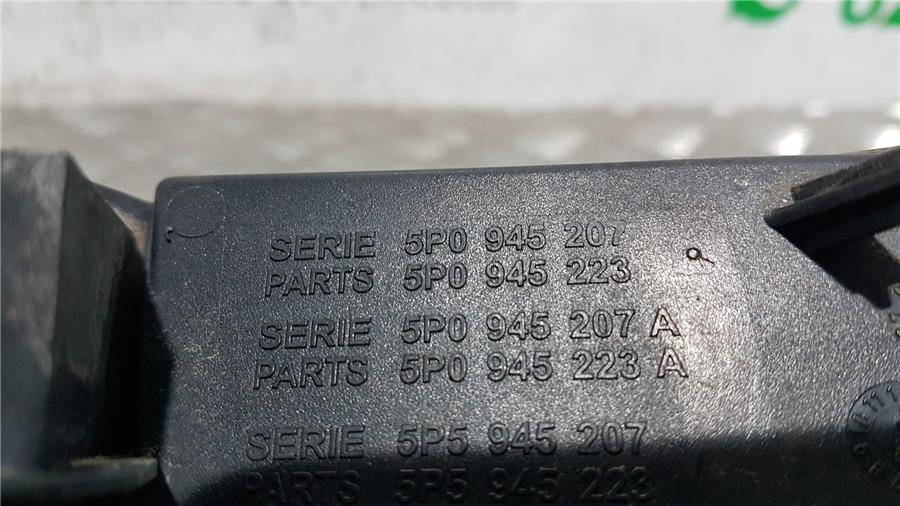 SERIE 5P0 945 207
PARTS 5P0 945 223
SERIE 5P0 945 207 A
PARTS 5P0 945 223 A
SERIE 5P5 945 207
PARTS 5P5 945 223